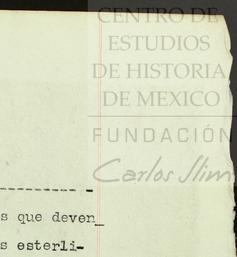 CENTRO DE
ESTUDIOS
DE HISTORIA
DE MEXICO
FUNDACIÓN
Carlos Slim
---------------------- -
s que deven_
s esterli-